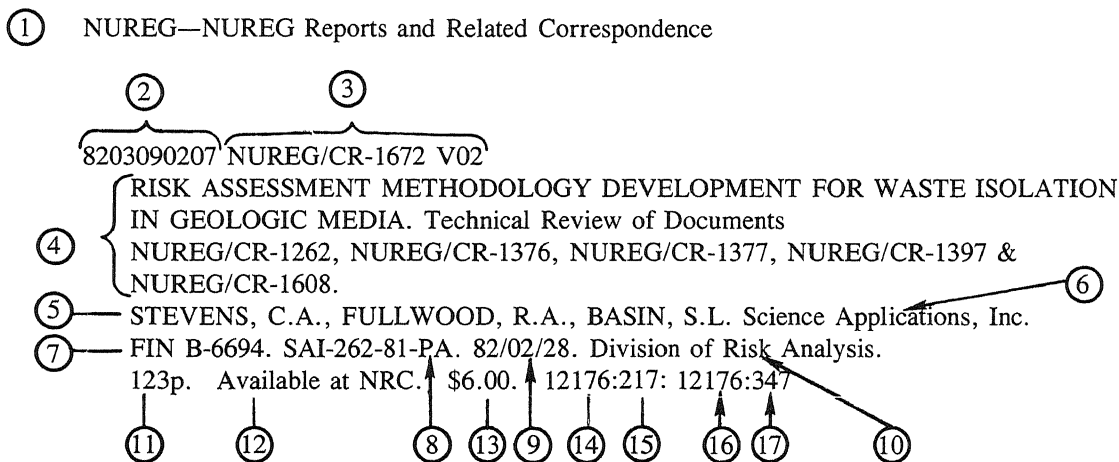 ① NUREG—NUREG Reports and Related Correspondence
② ③
8203090207 NUREG/CR-1672 V02
RISK ASSESSMENT METHODOLOGY DEVELOPMENT FOR WASTE ISOLATION
④ IN GEOLOGIC MEDIA. Technical Review of Documents
NUREG/CR-1262, NUREG/CR-1376, NUREG/CR-1377, NUREG/CR-1397 &
NUREG/CR-1608. ⑥
⑤ STEVENS, C.A., FULLWOOD, R.A., BASIN, S.L. Science Applications, Inc.
⑦ FIN B-6694. SAI-262-81-PA. 82/02/28. Division of Risk Analysis.
123p. Available at NRC. $6.00. 12176:217: 12176:347
⑪ ⑫ ⑧ ⑬ ⑨ ⑭ ⑮ ⑯ ⑰ ⑩